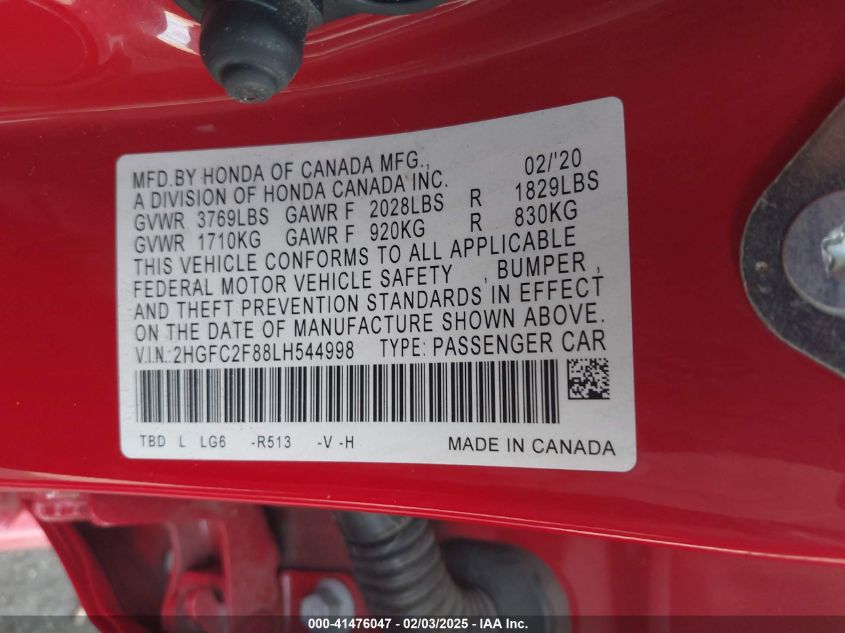 MFD.BY HONDA OF CANADA MFG., 02/'20
A DIVISION OF HONDA CANADA INC.
GVWR 3769LBS GAWR F 2028LBS R 1829LBS
GVWR 1710KG GAWR F 920KG R 830KG
THIS VEHICLE CONFORMS TO ALL APPLICABLE
FEDERAL MOTOR VEHICLE SAFETY , BUMPER ,
AND THEFT PREVENTION STANDARDS IN EFFECT
ON THE DATE OF MANUFACTURE SHOWN ABOVE.
V.I.N.:2HGFC2F88LH544998 TYPE: PASSENGER CAR
TBD L LG6 -R513 -V -H MADE IN CANADA
000-41476047 - 02/03/2025 - IAA Inc.